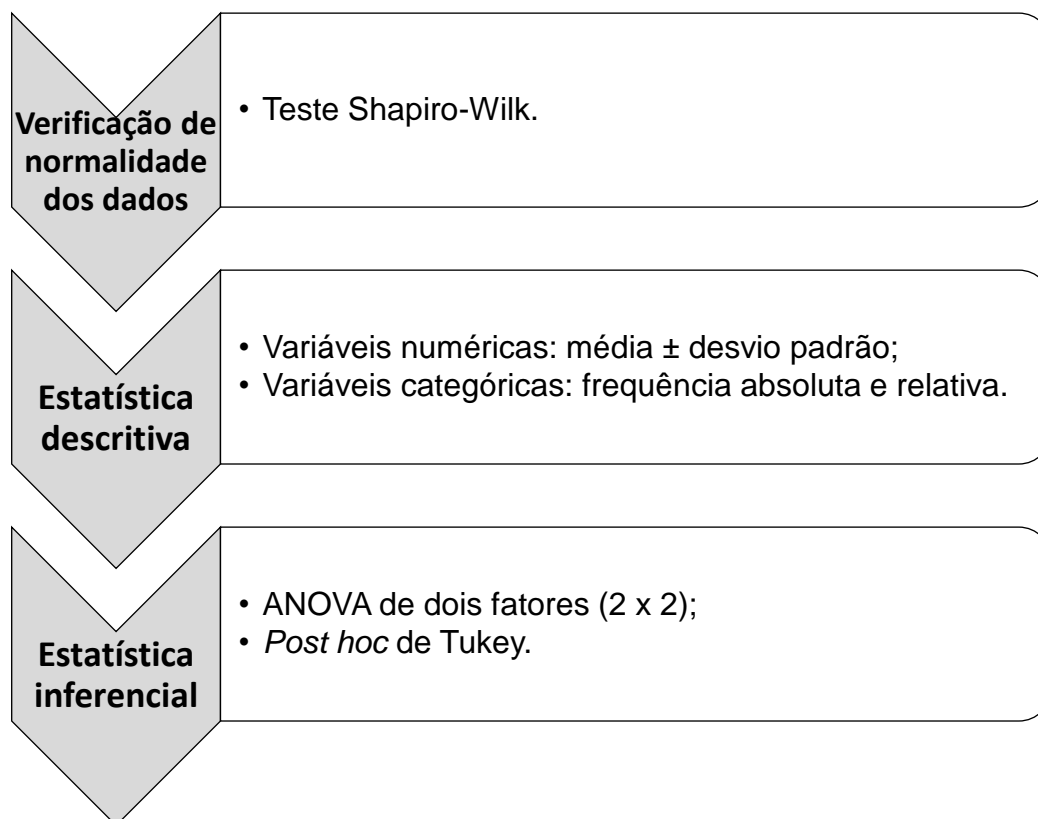 Verificação de
normalidade
dos dados
• Teste Shapiro-Wilk.
Estatística
descritiva
• Variáveis numéricas: média ± desvio padrão;
• Variáveis categóricas: frequência absoluta e relativa.
Estatística
inferencial
• ANOVA de dois fatores (2 x 2);
• Post hoc de Tukey.